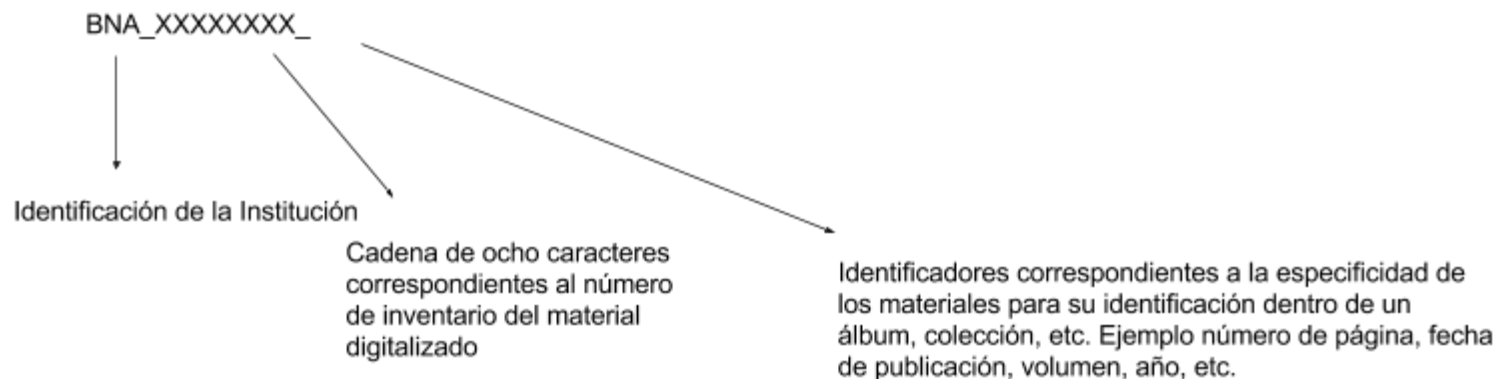 BNA_XXXXXXXX_
Identificación de la Institución
Cadena de ocho caracteres
correspondientes al número
de inventario del material
digitalizado
Identificadores correspondientes a la especificidad de
los materiales para su identificación dentro de un
álbum, colección, etc. Ejemplo número de página, fecha
de publicación, volumen, año, etc.